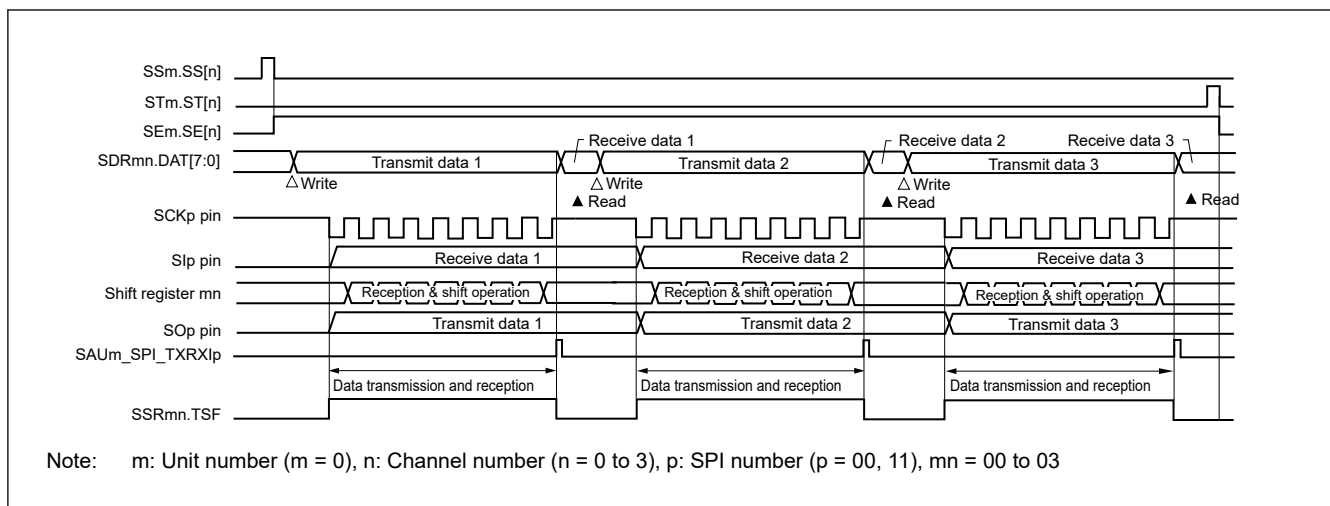 SSm.SS[n]
STm.ST[n]
SEm.SE[n]
Receive data 1 Receive data 2 Receive data 3
SDRmn.DAT[7:0] Transmit data 1 Transmit data 2 Transmit data 3
△ Write △ Write △ Write
▲ Read ▲ Read ▲ Read
SCKp pin
SIp pin Receive data 1 Receive data 2 Receive data 3
Shift register mn Reception & shift operation Reception & shift operation Reception & shift operation
SOp pin Transmit data 1 Transmit data 2 Transmit data 3
SAUm_SPI_TXRXIp
Data transmission and reception Data transmission and reception Data transmission and reception
SSRmn.TSF
Note: m: Unit number (m = 0), n: Channel number (n = 0 to 3), p: SPI number (p = 00, 11), mn = 00 to 03